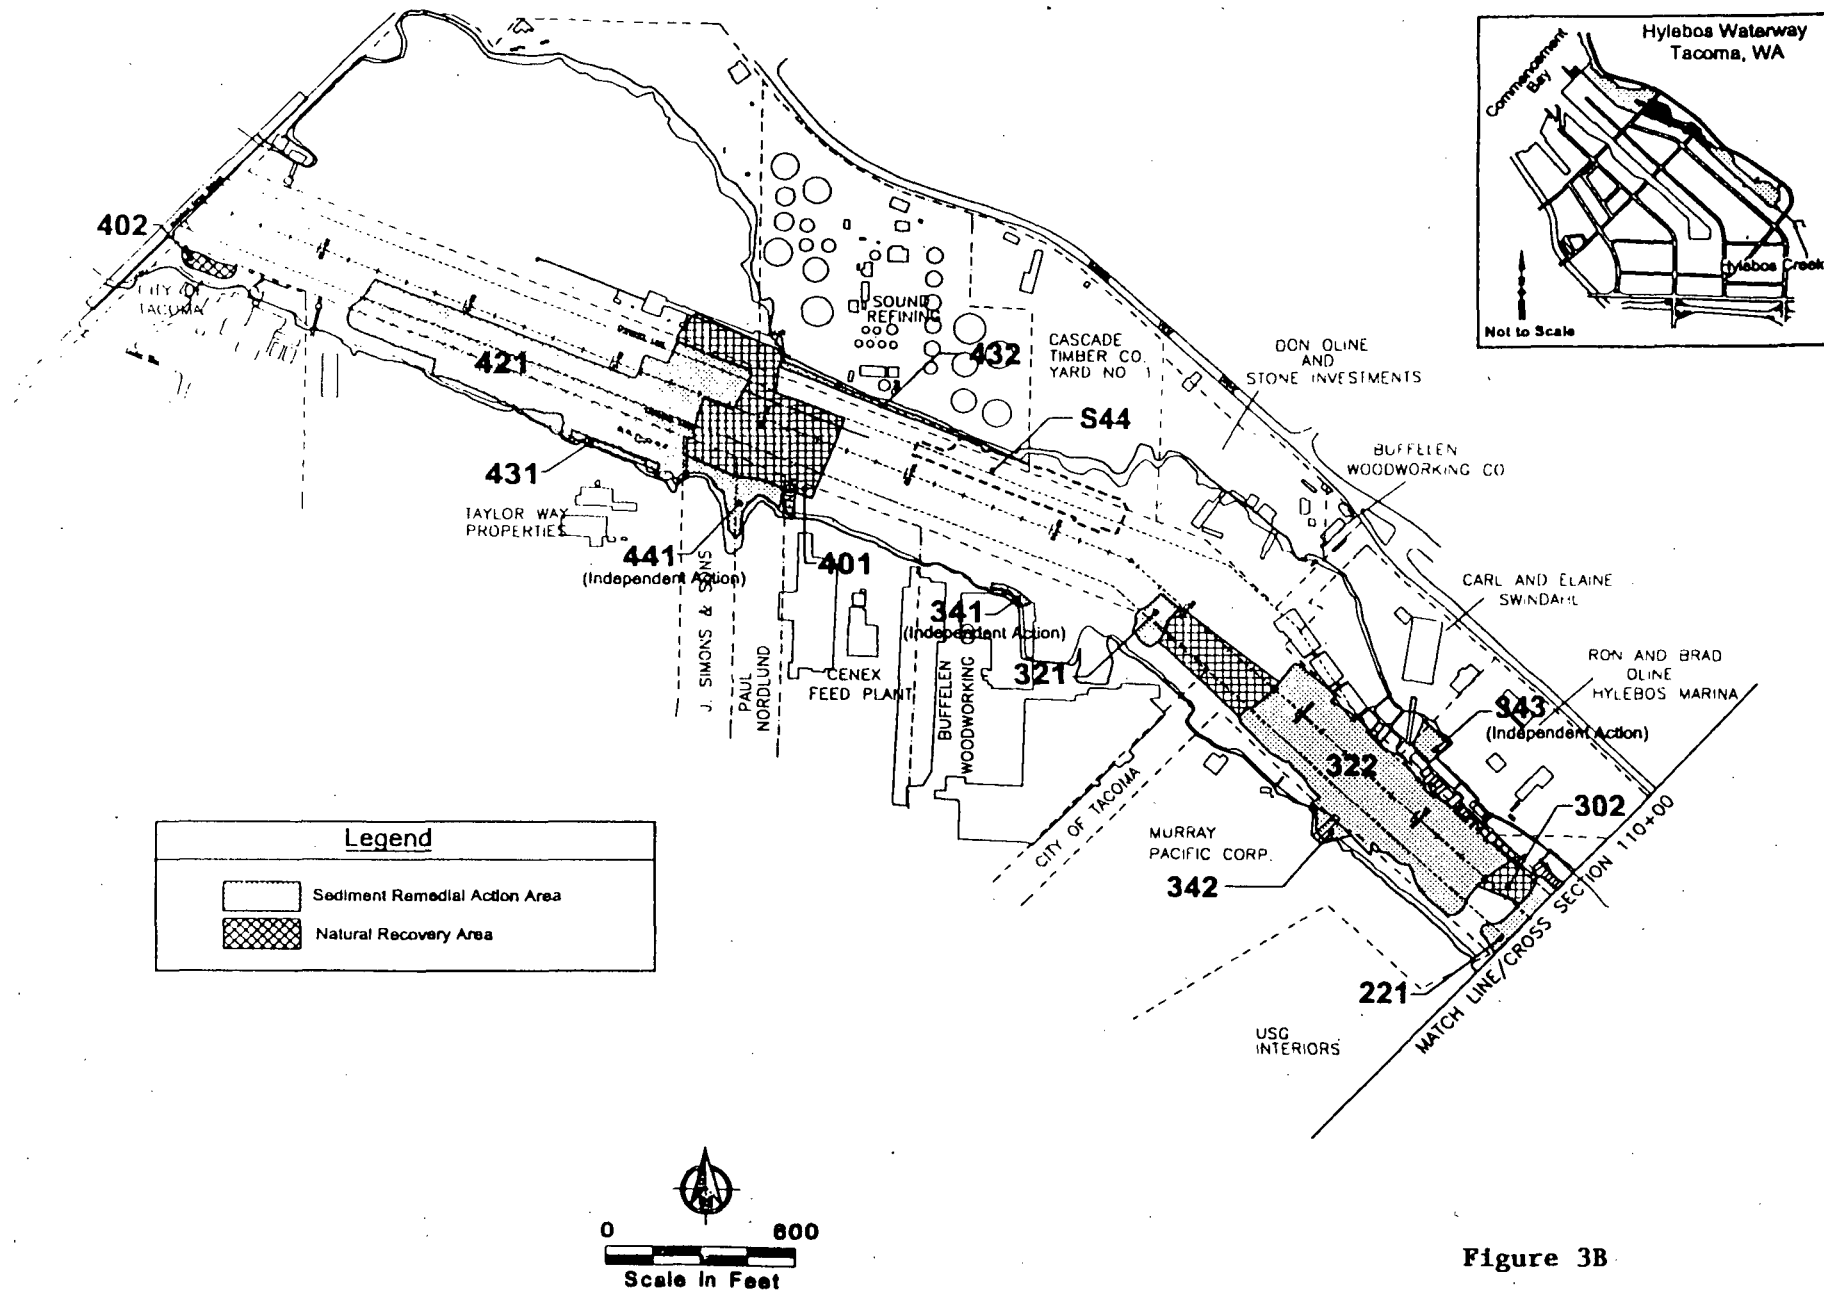 Hylebos Waterway
Tacoma, WA
Commencement
Bay
Hylebos Creek
Not to Scale
402
CITY OF
TACOMA
421
SOUND
REFINING
432
CASCADE
TIMBER CO.
YARD NO 1
DON OLINE
AND
STONE INVESTMENTS
S44
BUFFELEN
WOODWORKING CO
431
TAYLOR WAY
PROPERTIES
441
(Independent Action)
401
341
(Independent Action)
CARL AND ELAINE
SWINDAHL
RON AND BRAD
OLINE
HYLEBOS MARINA
J. SIMONS & SONS
PAUL
NORDLUND
CENEX
FEED PLANT
BUFFELEN
WOODWORKING CO
321
343
(Independent Action)
322
302
CITY OF TACOMA
MURRAY
PACIFIC CORP.
342
221
USG
INTERIORS
MATCH LINE/CROSS SECTION 110+00
Legend
Sediment Remedial Action Area
Natural Recovery Area
N
0 600
Scale In Feet
Figure 3B